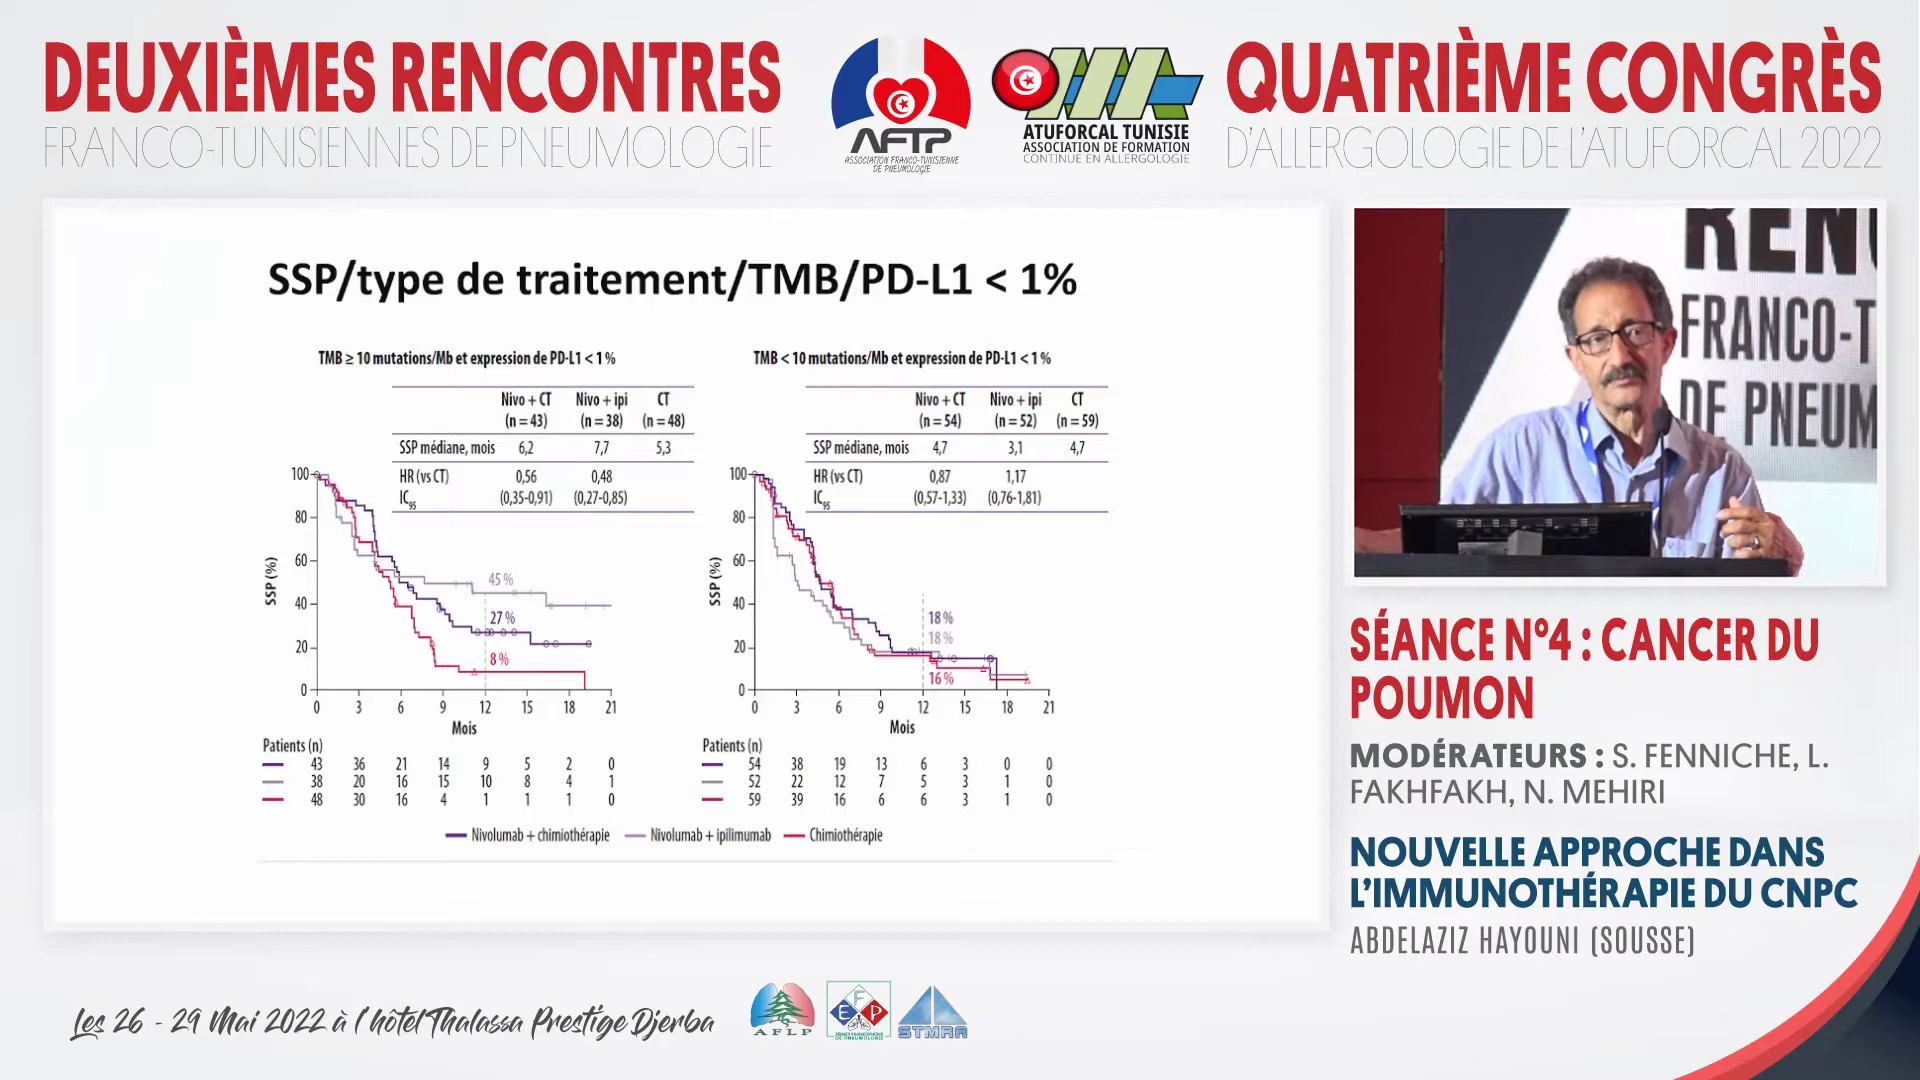 DEUXIÈMES RENCONTRES
FRANCO-TUNISIENNES DE PNEUMOLOGIE
AFTP
ASSOCIATION FRANCO-TUNISIENNE
DE PNEUMOLOGIE
ATUFORCAL TUNISIE
ASSOCIATION DE FORMATION
CONTINUE EN ALLERGOLOGIE
QUATRIÈME CONGRÈS
D'ALLERGOLOGIE DE L'ATUFORCAL 2022
SSP/type de traitement/TMB/PD-L1 < 1%
TMB ≥ 10 mutations/Mb et expression de PD-L1 < 1 %
Nivo + CT Nivo + ipi CT
(n = 43) (n = 38) (n = 48)
SSP médiane, mois 6,2 7,7 5,3
HR (vs CT) 0,56 0,48
IC95 (0,35-0,91) (0,27-0,85)
SSP (%)
100
80
60
40
20
0
45 %
27 %
8 %
0 3 6 9 12 15 18 21
Mois
Patients (n)
43 36 21 14 9 5 2 0
38 20 16 15 10 8 4 1
48 30 16 4 1 1 1 0
TMB < 10 mutations/Mb et expression de PD-L1 < 1 %
Nivo + CT Nivo + ipi CT
(n = 54) (n = 52) (n = 59)
SSP médiane, mois 4,7 3,1 4,7
HR (vs CT) 0,87 1,17
IC95 (0,57-1,33) (0,76-1,81)
SSP (%)
100
80
60
40
20
0
18 %
18 %
16 %
0 3 6 9 12 15 18 21
Mois
Patients (n)
54 38 19 13 6 3 0 0
52 22 12 7 5 3 1 0
59 39 16 6 6 3 1 0
Nivolumab + chimiothérapie Nivolumab + ipilimumab Chimiothérapie
REN
FRANCO-T
DE PNEUM
SÉANCE N°4 : CANCER DU
POUMON
MODÉRATEURS : S. FENNICHE, L.
FAKHFAKH, N. MEHIRI
NOUVELLE APPROCHE DANS
L'IMMUNOTHÉRAPIE DU CNPC
ABDELAZIZ HAYOUNI (SOUSSE)
Les 26 - 29 Mai 2022 à l'hôtel Thalassa Prestige Djerba
AFLP
EFP
ESPACE FRANCOPHONE
DE PNEUMOLOGIE
STMRA